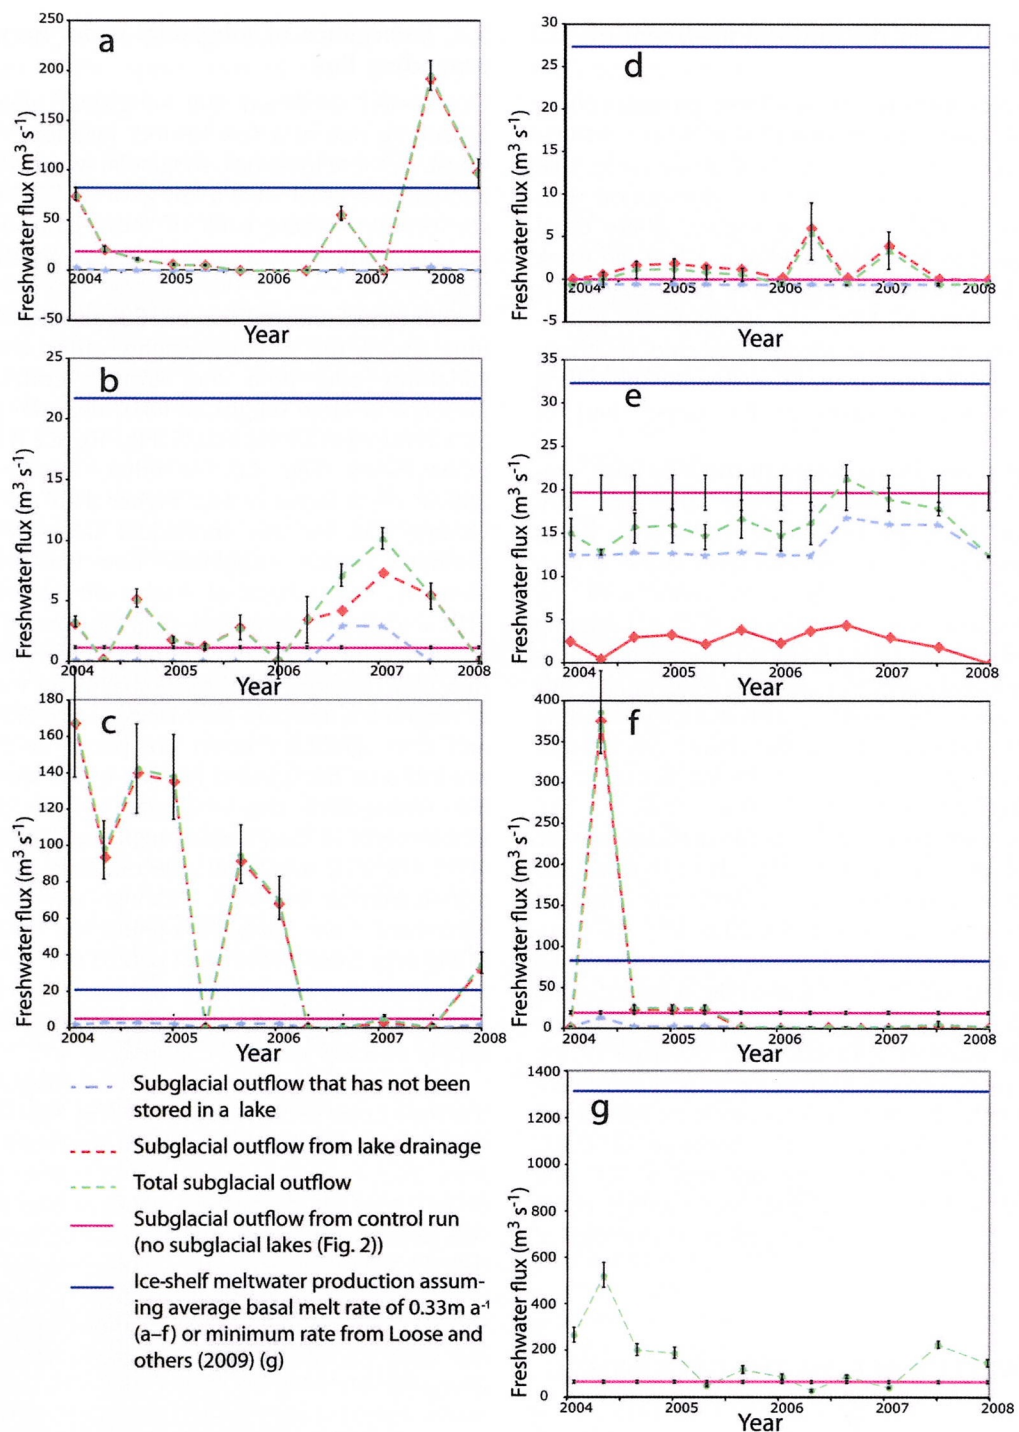 a
Freshwater flux (m³ s⁻¹)
250
200
150
100
50
0
-50
2004
2005
2006
2007
2008
Year
d
Freshwater flux (m³ s⁻¹)
30
25
20
15
10
5
0
-5
2004
2005
2006
2007
2008
Year
b
Freshwater flux (m³ s⁻¹)
25
20
15
10
5
0
2004
2005
2006
2007
2008
Year
e
Freshwater flux (m³ s⁻¹)
35
30
25
20
15
10
5
0
2004
2005
2006
2007
2008
Year
c
Freshwater flux (m³ s⁻¹)
180
160
140
120
100
80
60
40
20
0
2004
2005
2006
2007
2008
Year
f
Freshwater flux (m³ s⁻¹)
400
350
300
250
200
150
100
50
0
2004
2005
2006
2007
2008
Year
Subglacial outflow that has not been
stored in a lake
Subglacial outflow from lake drainage
Total subglacial outflow
Subglacial outflow from control run
(no subglacial lakes (Fig. 2))
Ice-shelf meltwater production assum-
ing average basal melt rate of 0.33m a⁻¹
(a–f) or minimum rate from Loose and
others (2009) (g)
g
Freshwater flux (m³ s⁻¹)
1400
1200
1000
800
600
400
200
0
2004
2005
2006
2007
2008
Year